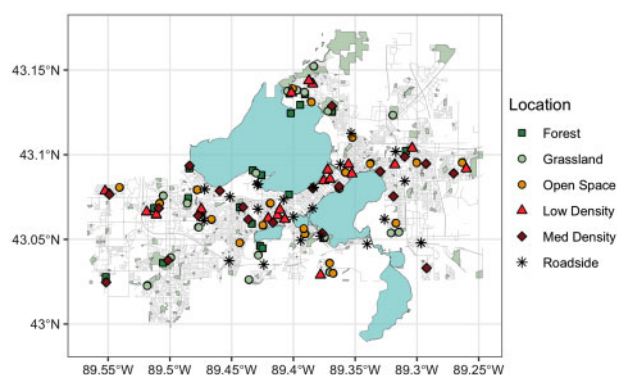 43.15°N
43.1°N
43.05°N
43°N
89.55°W 89.5°W 89.45°W 89.4°W 89.35°W 89.3°W 89.25°W
Location
Forest
Grassland
Open Space
Low Density
Med Density
Roadside